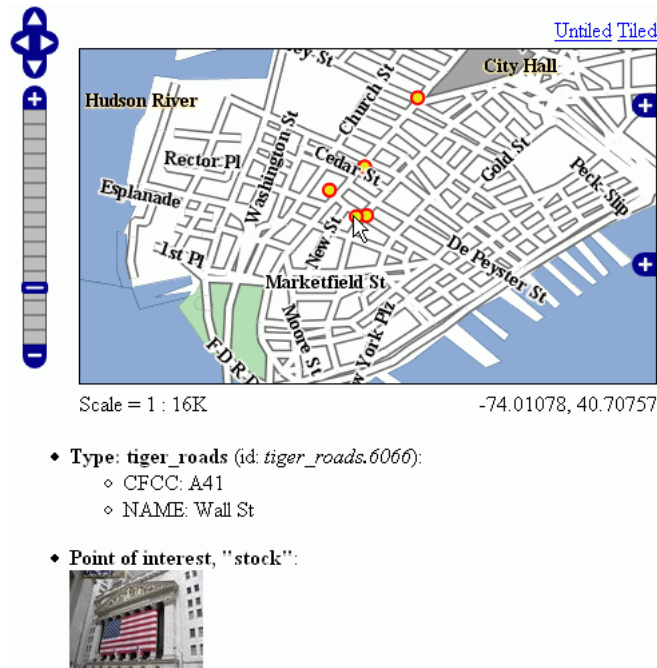 Untiled Tiled
ey-St
City Hall
Hudson River
Church St
Washington St
Rector Pl
Cedar St
Gold St
Peck-Slip
Esplanade
New St
1st Pl
De Peyster St
Marketfield St
Moore St
w York Plz
F-D-R-D
Scale = 1 : 16K
-74.01078, 40.70757
Type: tiger_roads (id: tiger_roads.6066):
CFCC: A41
NAME: Wall St
Point of interest, "stock":